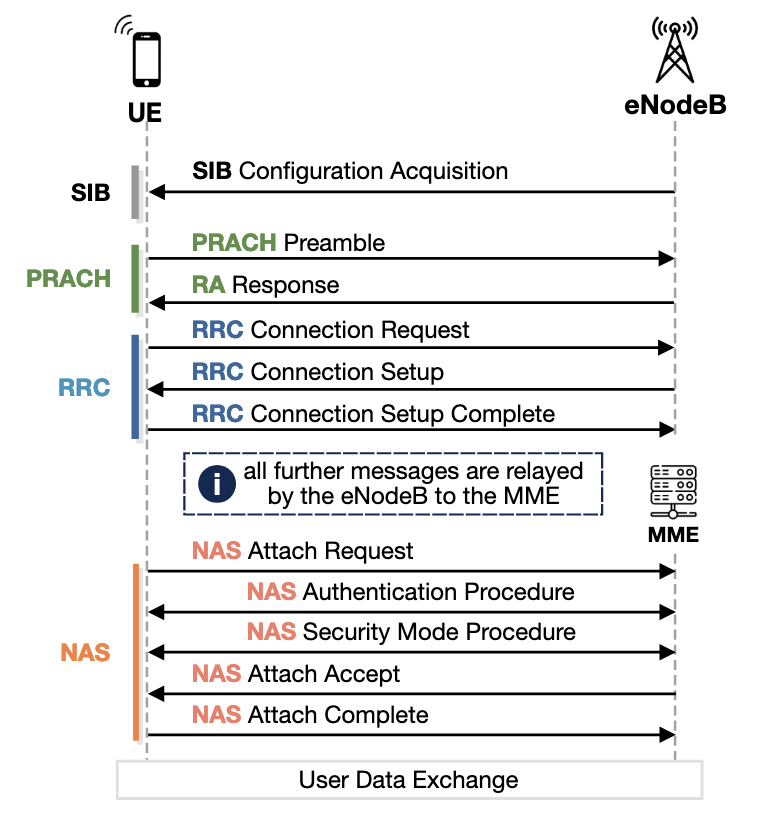 UE
eNodeB
SIB
SIB Configuration Acquisition
PRACH
PRACH Preamble
RA Response
RRC
RRC Connection Request
RRC Connection Setup
RRC Connection Setup Complete
i
all further messages are relayed
by the eNodeB to the MME
MME
NAS
NAS Attach Request
NAS Authentication Procedure
NAS Security Mode Procedure
NAS Attach Accept
NAS Attach Complete
User Data Exchange